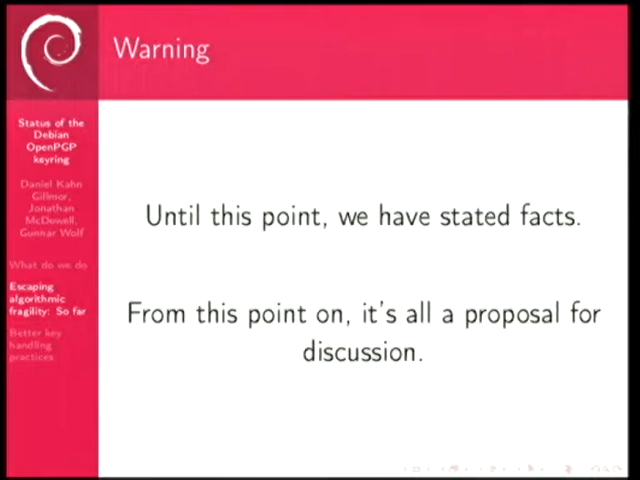 Warning
Status of the
Debian
OpenPGP
keyring
Daniel Kahn
Gillmor,
Jonathan
McDowell,
Gunnar Wolf
What do we do
Escaping
algorithmic
fragility: So far
Better key
handling
practices
Until this point, we have stated facts.
From this point on, it's all a proposal for
discussion.